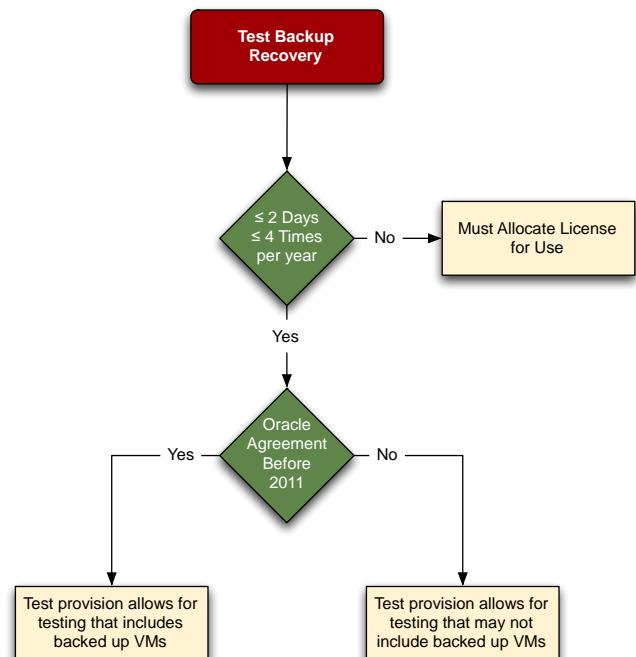 Test Backup
Recovery
≤ 2 Days
≤ 4 Times
per year
No
Must Allocate License
for Use
Yes
Oracle
Agreement
Before
2011
Yes
No
Test provision allows for
testing that includes
backed up VMs
Test provision allows for
testing that may not
include backed up VMs